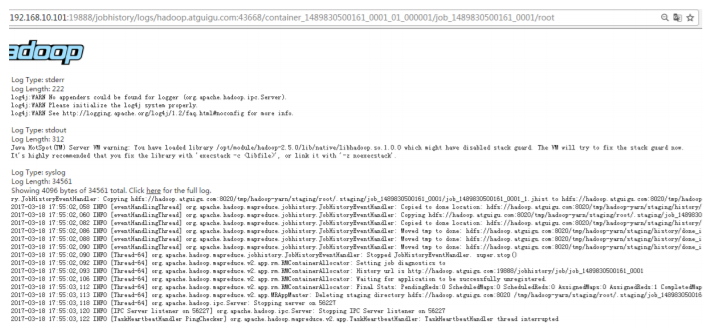 192.168.10.101:19888/jobhistory/logs/hadoop.atguigu.com:43668/container_1489830500161_0001_01_000001/job_1489830500161_0001/root
adoop
Log Type: stderr
Log Length: 222
log4j:WARN No appenders could be found for logger (org.apache.hadoop.ipc.Server).
log4j:WARN Please initialize the log4j system properly.
log4j:WARN See http://logging.apache.org/log4j/1.2/faq.html#noconfig for more info.
Log Type: stdout
Log Length: 312
Java HotSpot(TM) Server VM warning: You have loaded library /opt/module/hadoop-2.5.0/lib/native/libhadoop.so.1.0.0 which might have disabled stack guard. The VM will try to fix the stack guard now.
It's highly recommended that you fix the library with 'execstack -c <libfile>', or link it with '-z noexecstack'.
Log Type: syslog
Log Length: 34561
Showing 4096 bytes of 34561 total. Click here for the full log.
ry.JobHistoryEventHandler: Copying hdfs://hadoop.atguigu.com:8020/tmp/hadoop-yarn/staging/root/.staging/job_1489830500161_0001/job_1489830500161_0001_1.jhist to hdfs://hadoop.atguigu.com:8020/tmp/hadoop
2017-03-18 17:55:02,058 INFO [eventHandlingThread] org.apache.hadoop.mapreduce.jobhistory.JobHistoryEventHandler: Copied to done location: hdfs://hadoop.atguigu.com:8020/tmp/hadoop-yarn/staging/history/
2017-03-18 17:55:02,060 INFO [eventHandlingThread] org.apache.hadoop.mapreduce.jobhistory.JobHistoryEventHandler: Copying hdfs://hadoop.atguigu.com:8020/tmp/hadoop-yarn/staging/root/.staging/job_1489830
2017-03-18 17:55:02,086 INFO [eventHandlingThread] org.apache.hadoop.mapreduce.jobhistory.JobHistoryEventHandler: Copied to done location: hdfs://hadoop.atguigu.com:8020/tmp/hadoop-yarn/staging/history/
2017-03-18 17:55:02,086 INFO [eventHandlingThread] org.apache.hadoop.mapreduce.jobhistory.JobHistoryEventHandler: Moved tmp to done: hdfs://hadoop.atguigu.com:8020/tmp/hadoop-yarn/staging/history/done_i
2017-03-18 17:55:02,088 INFO [eventHandlingThread] org.apache.hadoop.mapreduce.jobhistory.JobHistoryEventHandler: Moved tmp to done: hdfs://hadoop.atguigu.com:8020/tmp/hadoop-yarn/staging/history/done_i
2017-03-18 17:55:02,090 INFO [eventHandlingThread] org.apache.hadoop.mapreduce.jobhistory.JobHistoryEventHandler: Moved tmp to done: hdfs://hadoop.atguigu.com:8020/tmp/hadoop-yarn/staging/history/done_i
2017-03-18 17:55:02,090 INFO [Thread-64] org.apache.hadoop.mapreduce.jobhistory.JobHistoryEventHandler: Stopped JobHistoryEventHandler. super.stop()
2017-03-18 17:55:02,092 INFO [Thread-64] org.apache.hadoop.mapreduce.v2.app.rm.RMContainerAllocator: Setting job diagnostics to
2017-03-18 17:55:02,093 INFO [Thread-64] org.apache.hadoop.mapreduce.v2.app.rm.RMContainerAllocator: History url is http://hadoop.atguigu.com:19888/jobhistory/job/job_1489830500161_0001
2017-03-18 17:55:02,106 INFO [Thread-64] org.apache.hadoop.mapreduce.v2.app.rm.RMContainerAllocator: Waiting for application to be successfully unregistered.
2017-03-18 17:55:03,112 INFO [Thread-64] org.apache.hadoop.mapreduce.v2.app.rm.RMContainerAllocator: Final Stats: PendingReds:0 ScheduledMaps:0 ScheduledReds:0 AssignedMaps:0 AssignedReds:1 CompletedMap
2017-03-18 17:55:03,113 INFO [Thread-64] org.apache.hadoop.mapreduce.v2.app.MRAppMaster: Deleting staging directory hdfs://hadoop.atguigu.com:8020 /tmp/hadoop-yarn/staging/root/.staging/job_148983050016
2017-03-18 17:55:03,118 INFO [Thread-64] org.apache.hadoop.ipc.Server: Stopping server on 56227
2017-03-18 17:55:03,120 INFO [IPC Server listener on 56227] org.apache.hadoop.ipc.Server: Stopping IPC Server listener on 56227
2017-03-18 17:55:03,122 INFO [TaskHeartbeatHandler PingChecker] org.apache.hadoop.mapreduce.v2.app.TaskHeartbeatHandler: TaskHeartbeatHandler thread interrupted